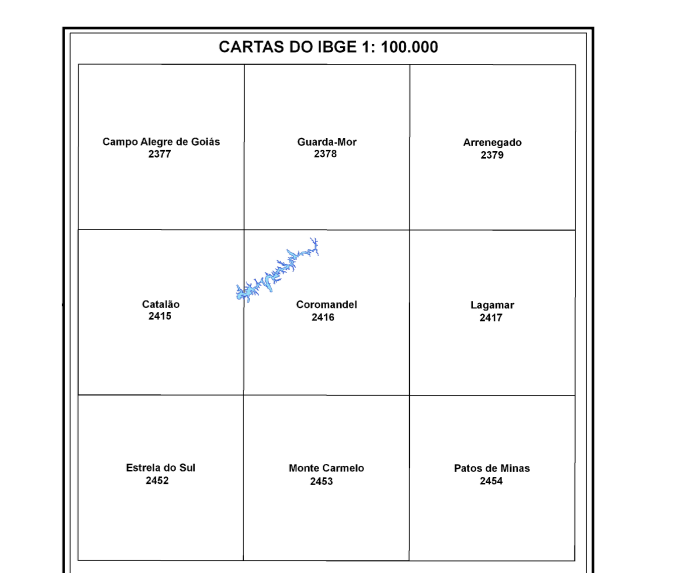 CARTAS DO IBGE 1: 100.000
Campo Alegre de Goiás
2377
Guarda-Mor
2378
Arrenegado
2379
Catalão
2415
Coromandel
2416
Lagamar
2417
Estrela do Sul
2452
Monte Carmelo
2453
Patos de Minas
2454